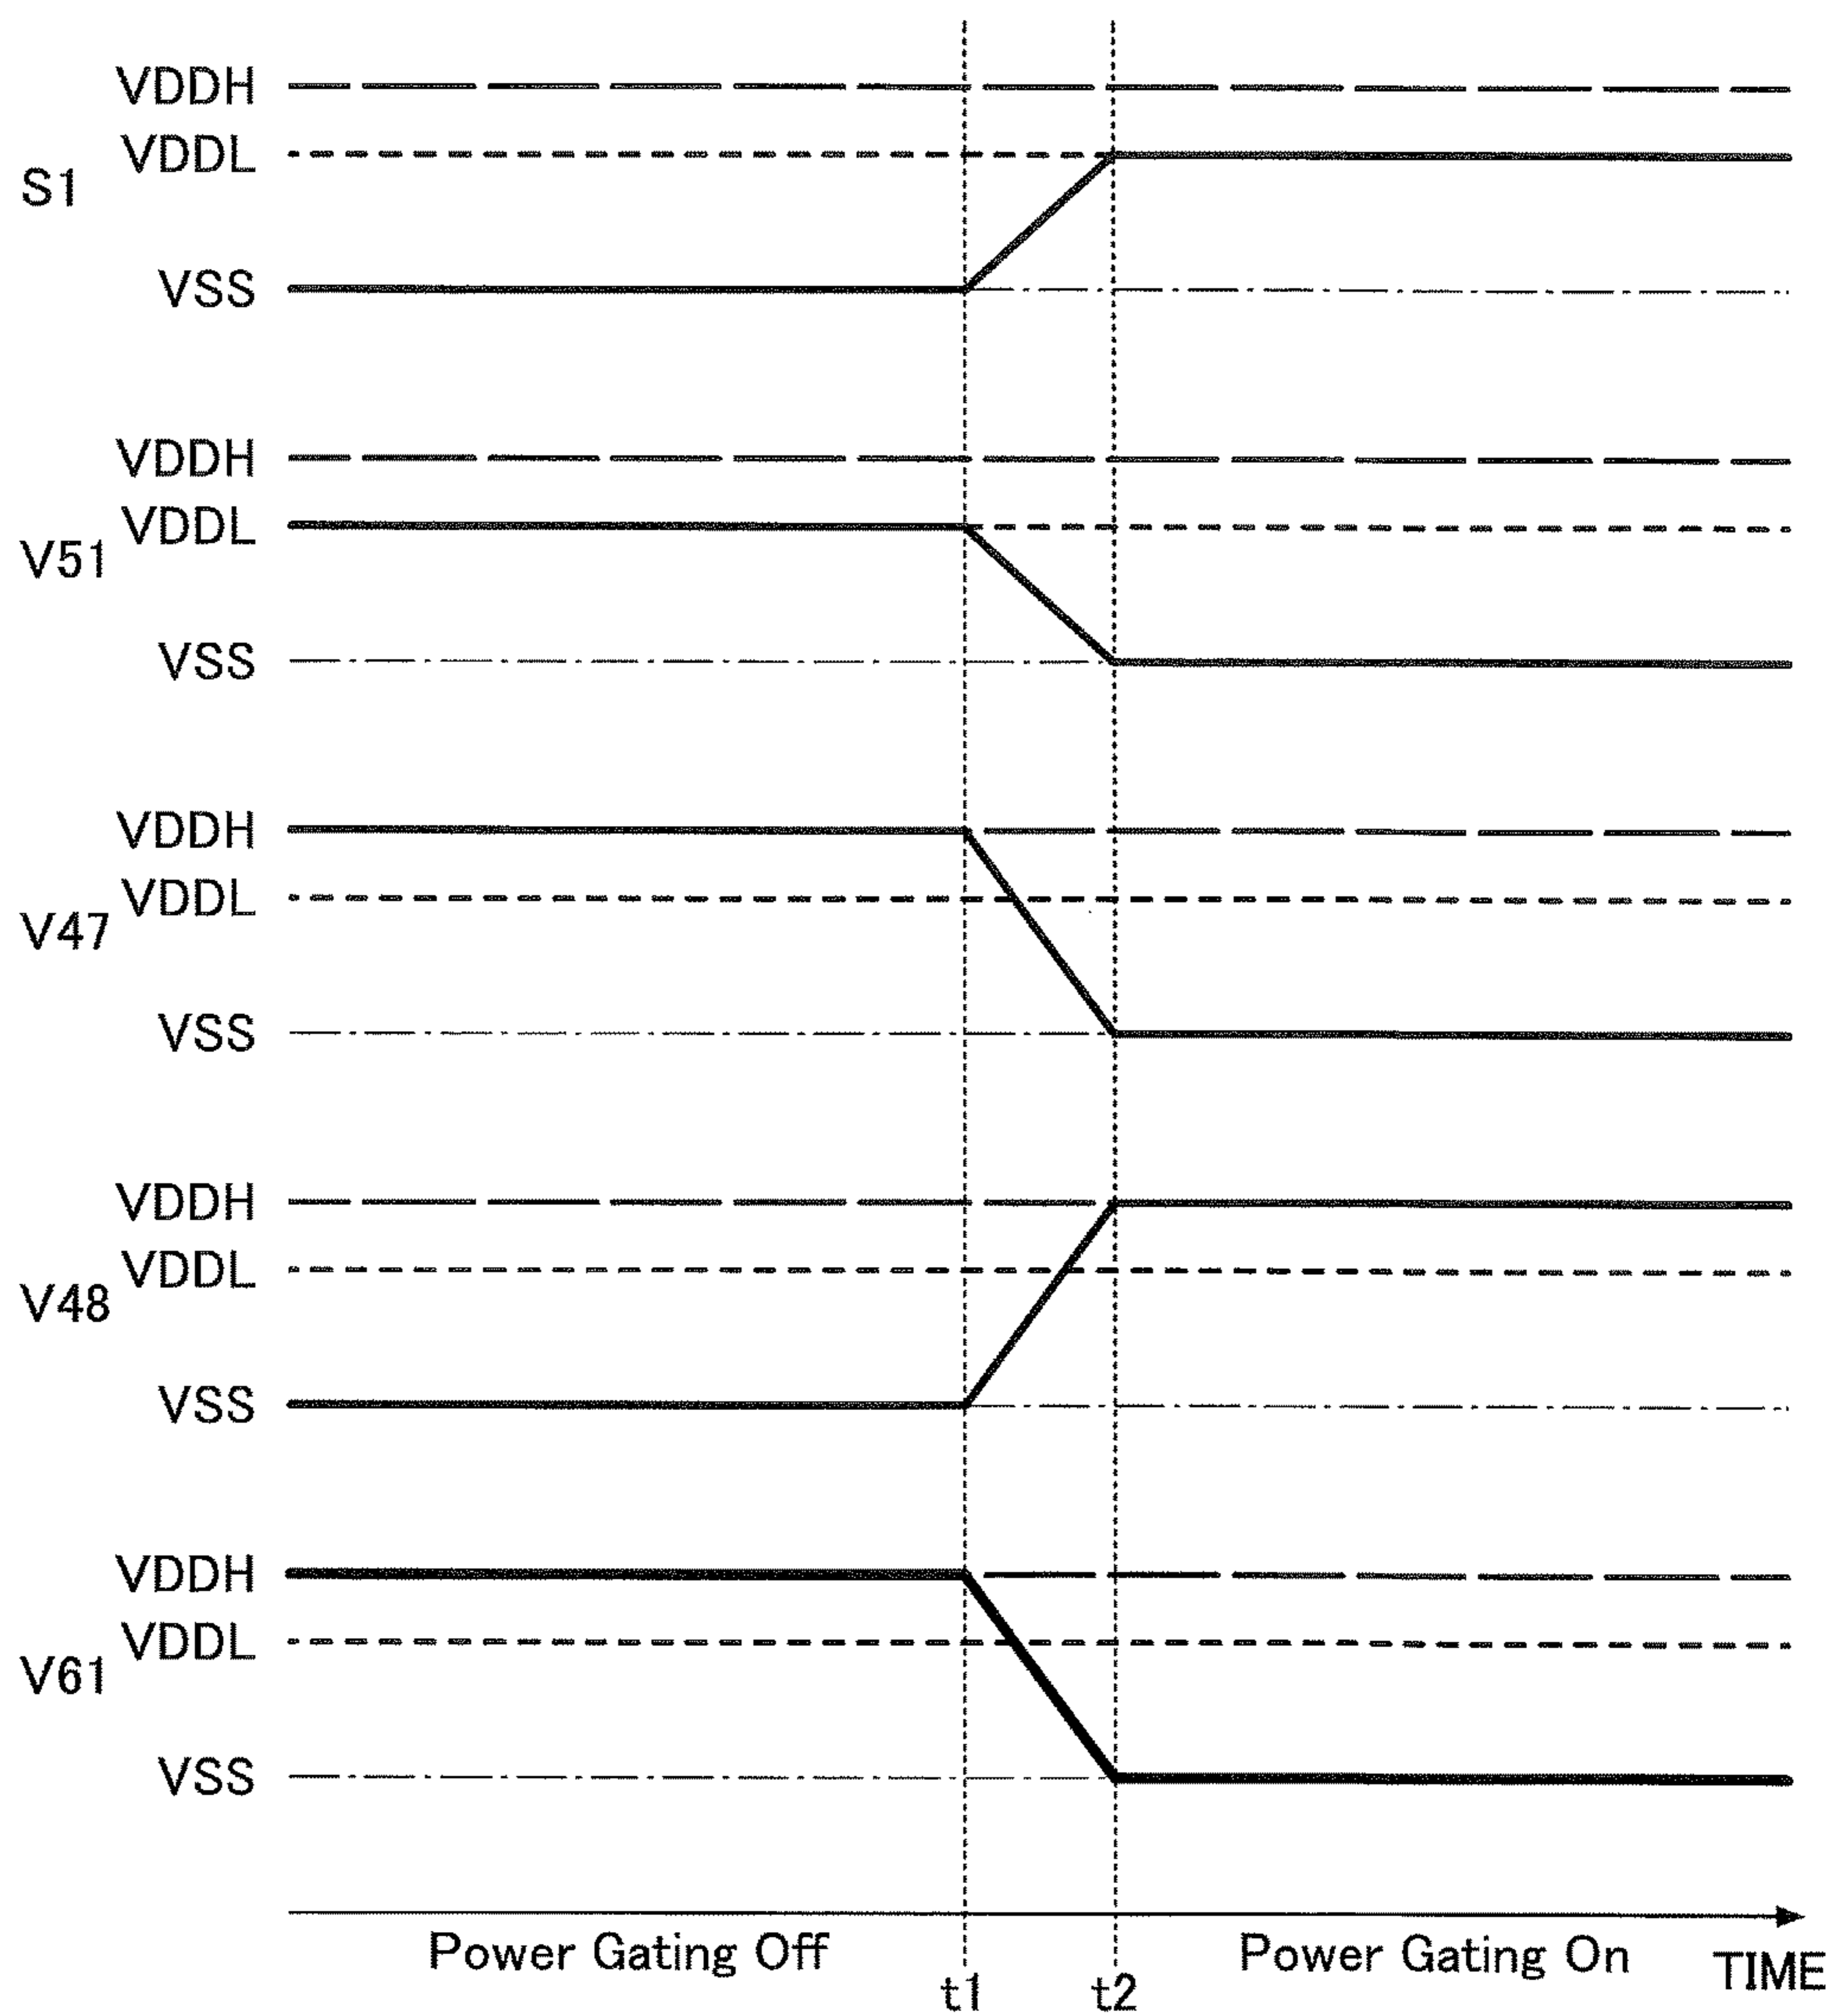 VDDH
VDDL
S1
VSS
VDDH
VDDL
V51
VSS
VDDH
VDDL
V47
VSS
VDDH
VDDL
V48
VSS
VDDH
VDDL
V61
VSS
Power Gating Off
Power Gating On
TIME
t1
t2